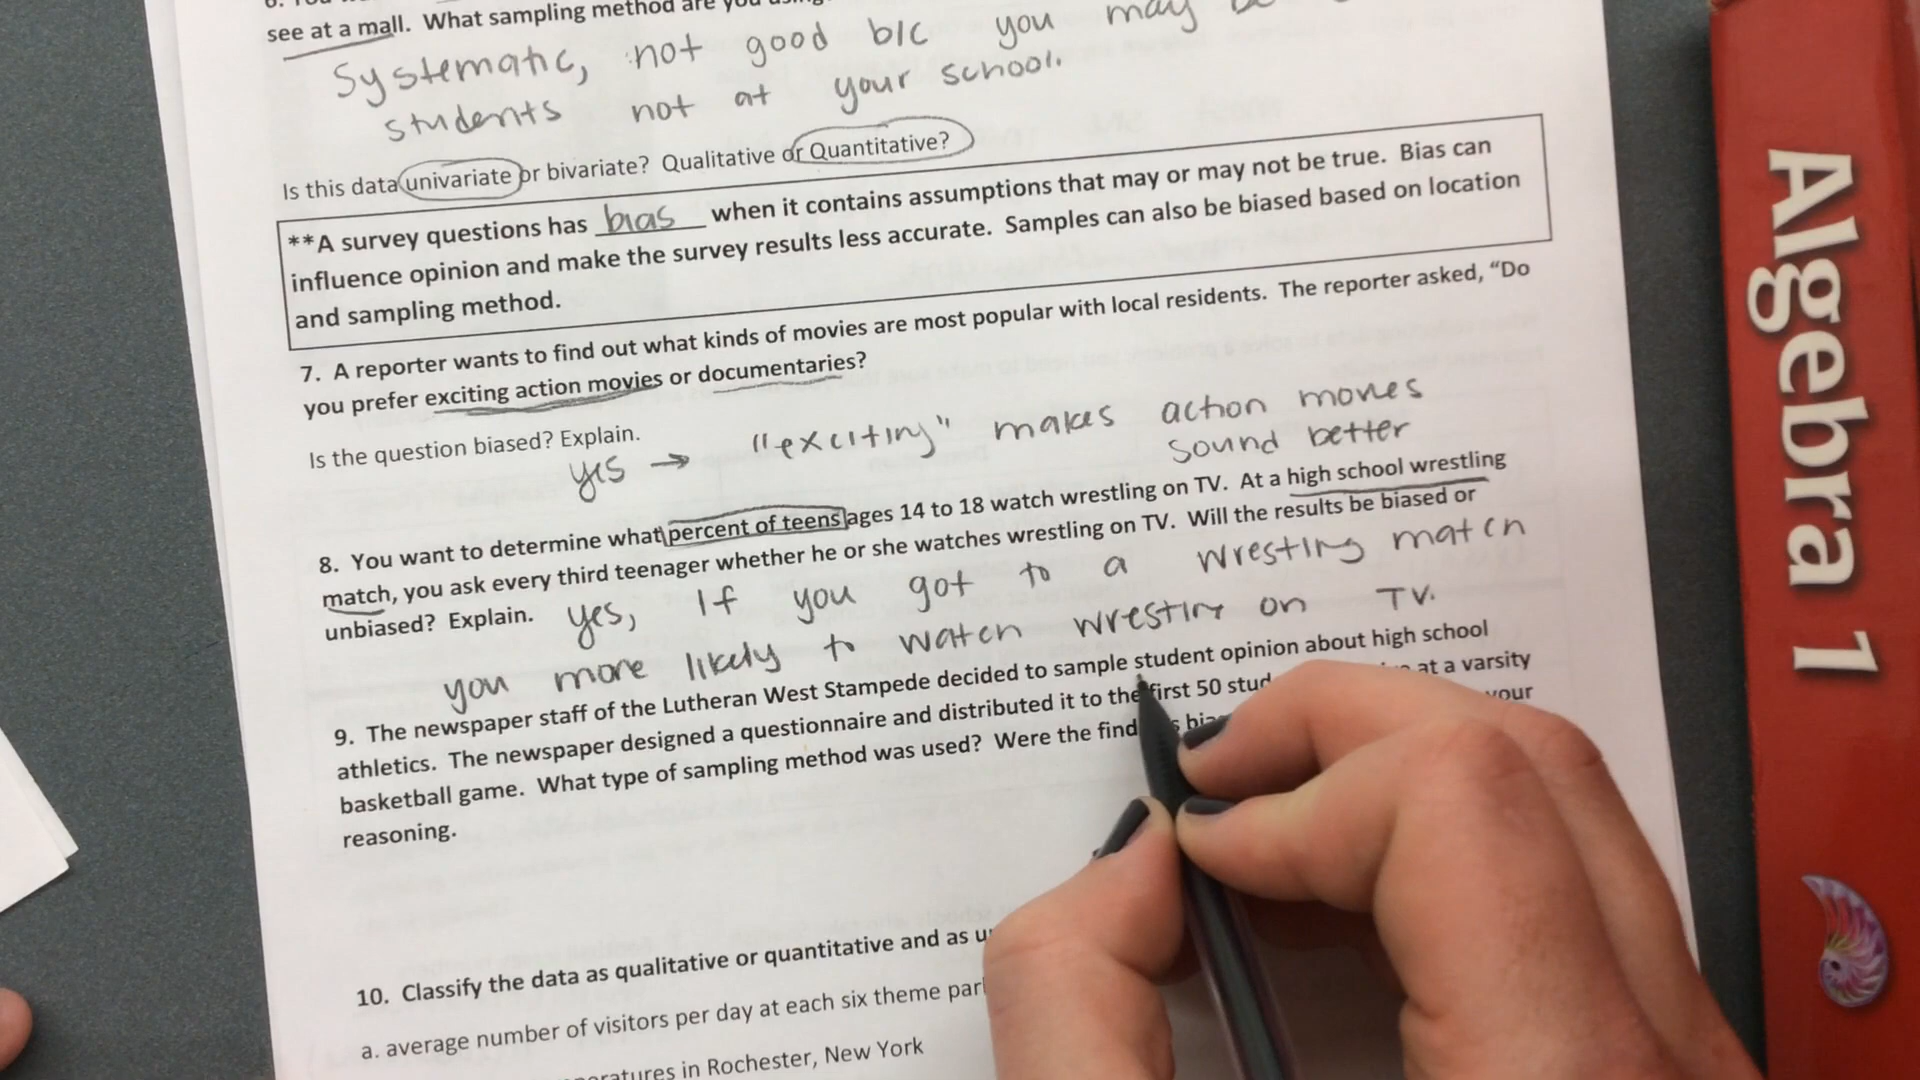 see at a mall. What sampling method are you
Systematic, not good b/c you may
students not at your school.
Is this data univariate or bivariate? Qualitative or Quantitative?
**A survey questions has bias when it contains assumptions that may or may not be true. Bias can
influence opinion and make the survey results less accurate. Samples can also be biased based on location
and sampling method.
7. A reporter wants to find out what kinds of movies are most popular with local residents. The reporter asked, “Do
you prefer exciting action movies or documentaries?
Is the question biased? Explain.
yes → "exciting" makes action movies
sound better
8. You want to determine what percent of teens ages 14 to 18 watch wrestling on TV. At a high school wrestling
match, you ask every third teenager whether he or she watches wrestling on TV. Will the results be biased or
unbiased? Explain.
yes, If you got to a wrestling match
you more likely to watch wrestling on TV.
9. The newspaper staff of the Lutheran West Stampede decided to sample student opinion about high school
athletics. The newspaper designed a questionnaire and distributed it to the first 50 at a varsity
basketball game. What type of sampling method was used? Were the your
reasoning.
10. Classify the data as qualitative or quantitative and as
a. average number of visitors per day at each six theme
in Rochester, New York
Algebra 1